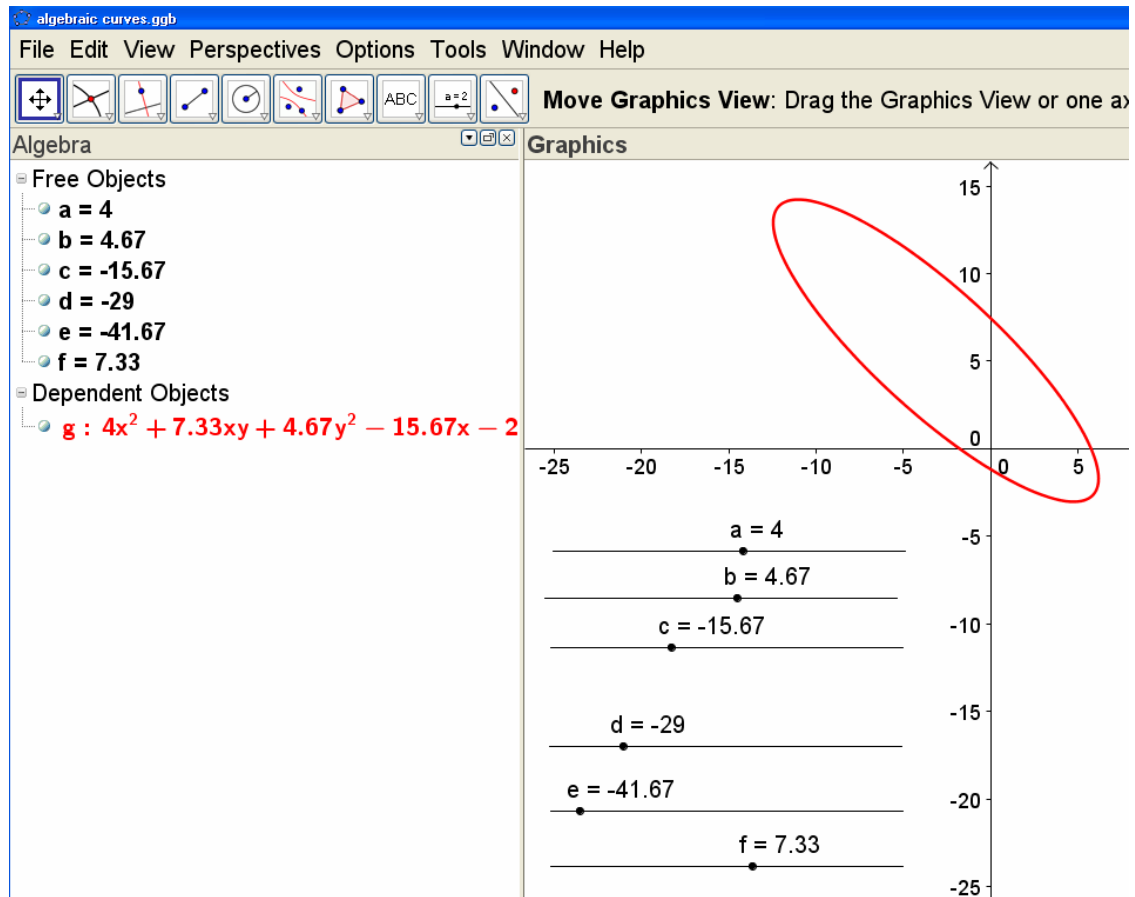 algebraic curves.ggb
File Edit View Perspectives Options Tools Window Help
ABC
a=2
Move Graphics View: Drag the Graphics View or one ax
Algebra
Graphics
Free Objects
a = 4
b = 4.67
c = -15.67
d = -29
e = -41.67
f = 7.33
Dependent Objects
g : 4x² + 7.33xy + 4.67y² − 15.67x − 2
15
10
5
0
-25 -20 -15 -10 -5 0 5
-5
-10
-15
-20
-25
a = 4
b = 4.67
c = -15.67
d = -29
e = -41.67
f = 7.33